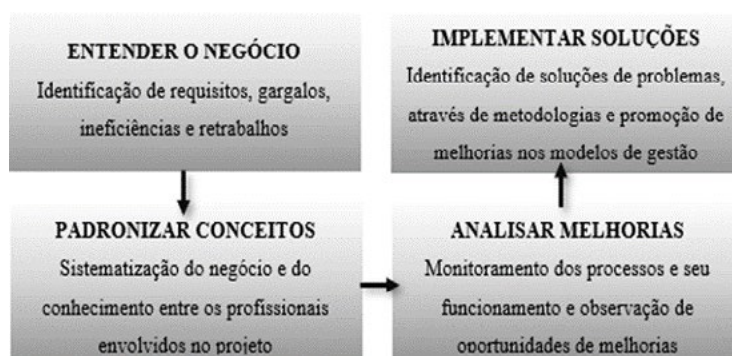 ENTENDER O NEGÓCIO
Identificação de requisitos, gargalos,
ineficiências e retrabalhos
PADRONIZAR CONCEITOS
Sistematização do negócio e do
conhecimento entre os profissionais
envolvidos no projeto
ANALISAR MELHORIAS
Monitoramento dos processos e seu
funcionamento e observação de
oportunidades de melhorias
IMPLEMENTAR SOLUÇÕES
Identificação de soluções de problemas,
através de metodologias e promoção de
melhorias nos modelos de gestão